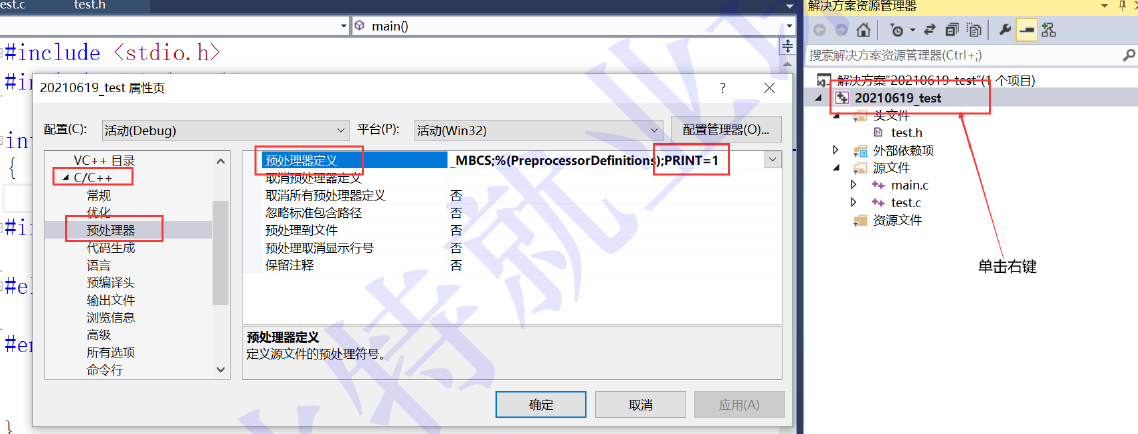 est.c test.h
main()
#include <stdio.h>
#in
int
{
#i
#el
#en
}
20210619_test 属性页
配置(C): 活动(Debug) 平台(P): 活动(Win32) 配置管理器(O)...
VC++ 目录
C/C++
常规
优化
预处理器
代码生成
语言
预编译头
输出文件
浏览信息
高级
所有选项
命令行
预处理器定义 _MBCS;%(PreprocessorDefinitions);PRINT=1
取消预处理器定义
取消所有预处理器定义 否
忽略标准包含路径 否
预处理到文件 否
预处理取消显示行号 否
保留注释 否
预处理器定义
定义源文件的预处理符号。
确定 取消 应用(A)
解决方案资源管理器
搜索解决方案资源管理器(Ctrl+;)
解决方案"20210619-test"(1 个项目)
20210619_test
头文件
test.h
外部依赖项
源文件
main.c
test.c
资源文件
单击右键
特就业